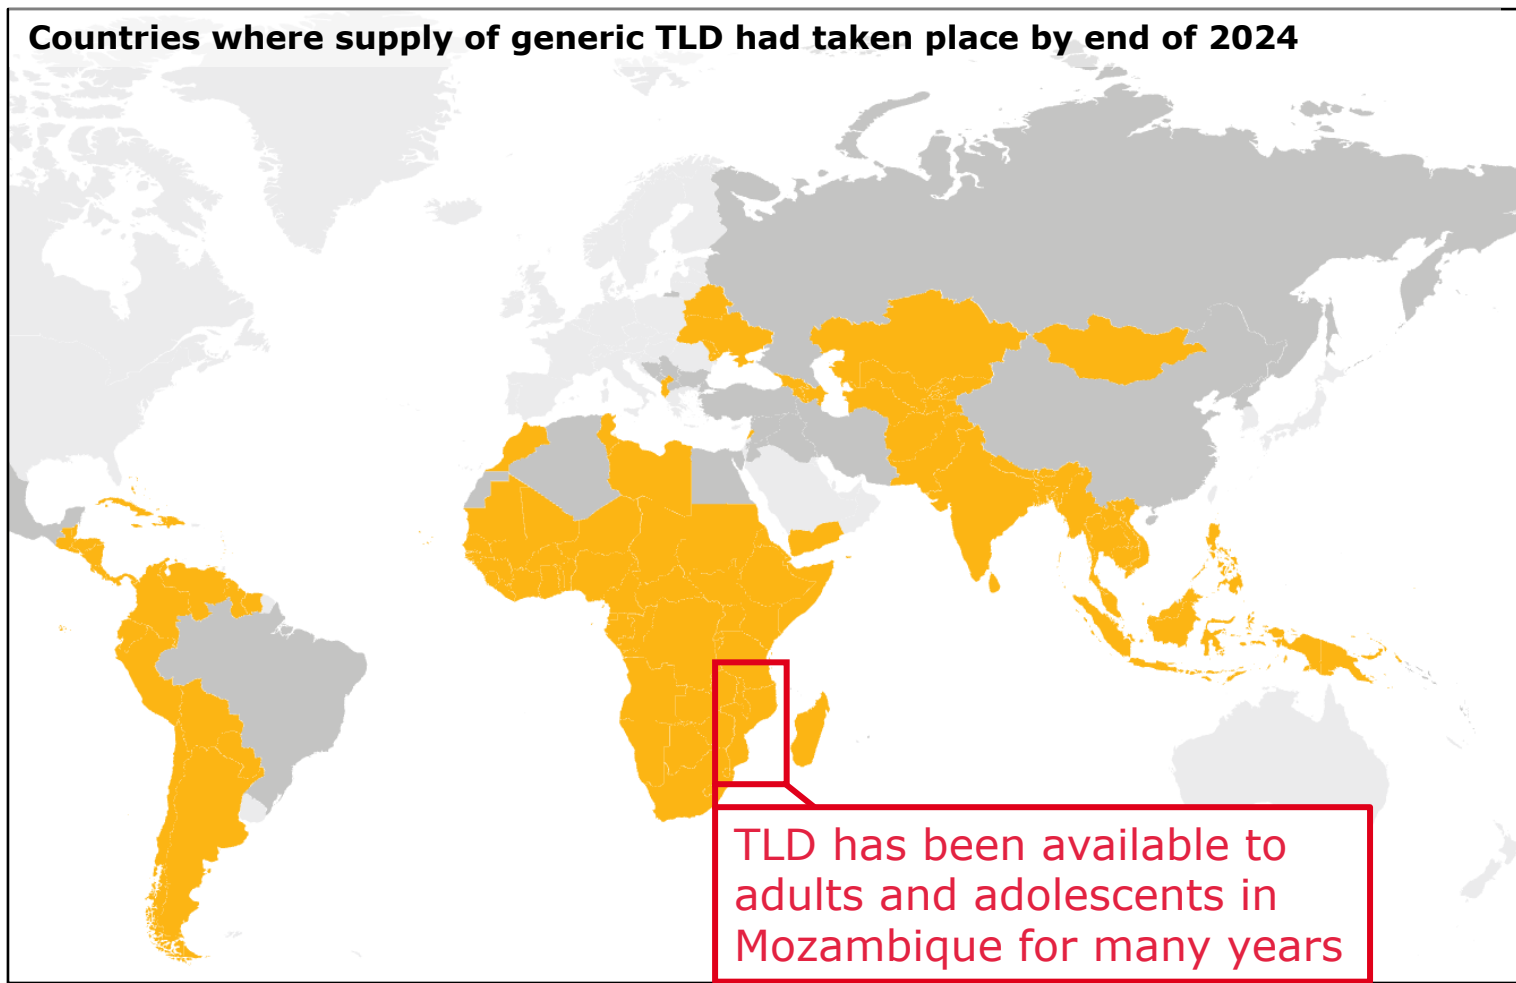 Countries where supply of generic TLD had taken place by end of 2024
TLD has been available to
adults and adolescents in
Mozambique for many years